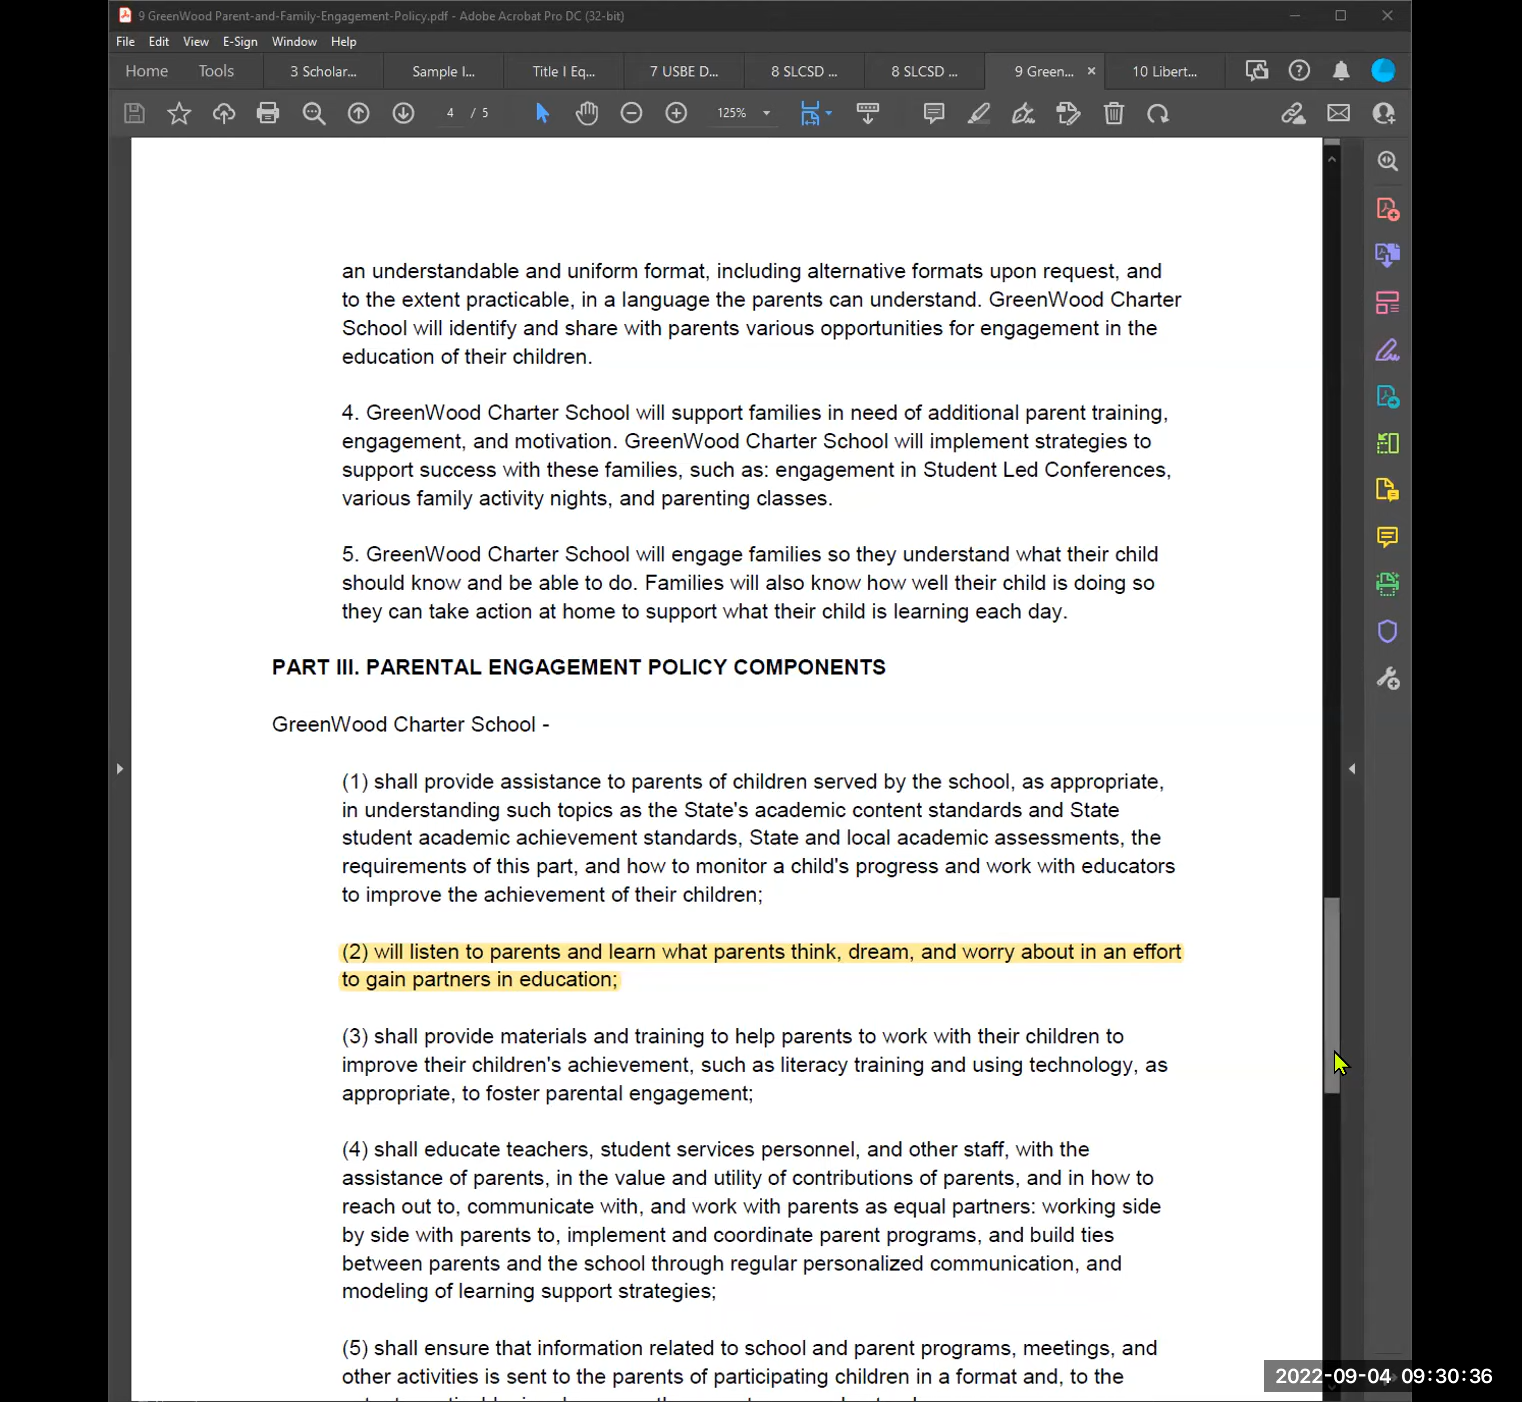 9 GreenWood Parent-and-Family-Engagement-Policy.pdf - Adobe Acrobat Pro DC (32-bit)
File Edit View E-Sign Window Help
Home Tools 3 Scholar... Sample I... Title I Eq... 7 USBE D... 8 SLCSD ... 8 SLCSD ... 9 Green... × 10 Libert...
4 / 5 125%
an understandable and uniform format, including alternative formats upon request, and
to the extent practicable, in a language the parents can understand. GreenWood Charter
School will identify and share with parents various opportunities for engagement in the
education of their children.
4. GreenWood Charter School will support families in need of additional parent training,
engagement, and motivation. GreenWood Charter School will implement strategies to
support success with these families, such as: engagement in Student Led Conferences,
various family activity nights, and parenting classes.
5. GreenWood Charter School will engage families so they understand what their child
should know and be able to do. Families will also know how well their child is doing so
they can take action at home to support what their child is learning each day.
PART III. PARENTAL ENGAGEMENT POLICY COMPONENTS
GreenWood Charter School -
(1) shall provide assistance to parents of children served by the school, as appropriate,
in understanding such topics as the State's academic content standards and State
student academic achievement standards, State and local academic assessments, the
requirements of this part, and how to monitor a child's progress and work with educators
to improve the achievement of their children;
(2) will listen to parents and learn what parents think, dream, and worry about in an effort
to gain partners in education;
(3) shall provide materials and training to help parents to work with their children to
improve their children's achievement, such as literacy training and using technology, as
appropriate, to foster parental engagement;
(4) shall educate teachers, student services personnel, and other staff, with the
assistance of parents, in the value and utility of contributions of parents, and in how to
reach out to, communicate with, and work with parents as equal partners: working side
by side with parents to, implement and coordinate parent programs, and build ties
between parents and the school through regular personalized communication, and
modeling of learning support strategies;
(5) shall ensure that information related to school and parent programs, meetings, and
other activities is sent to the parents of participating children in a format and, to the
2022-09-04 09:30:36